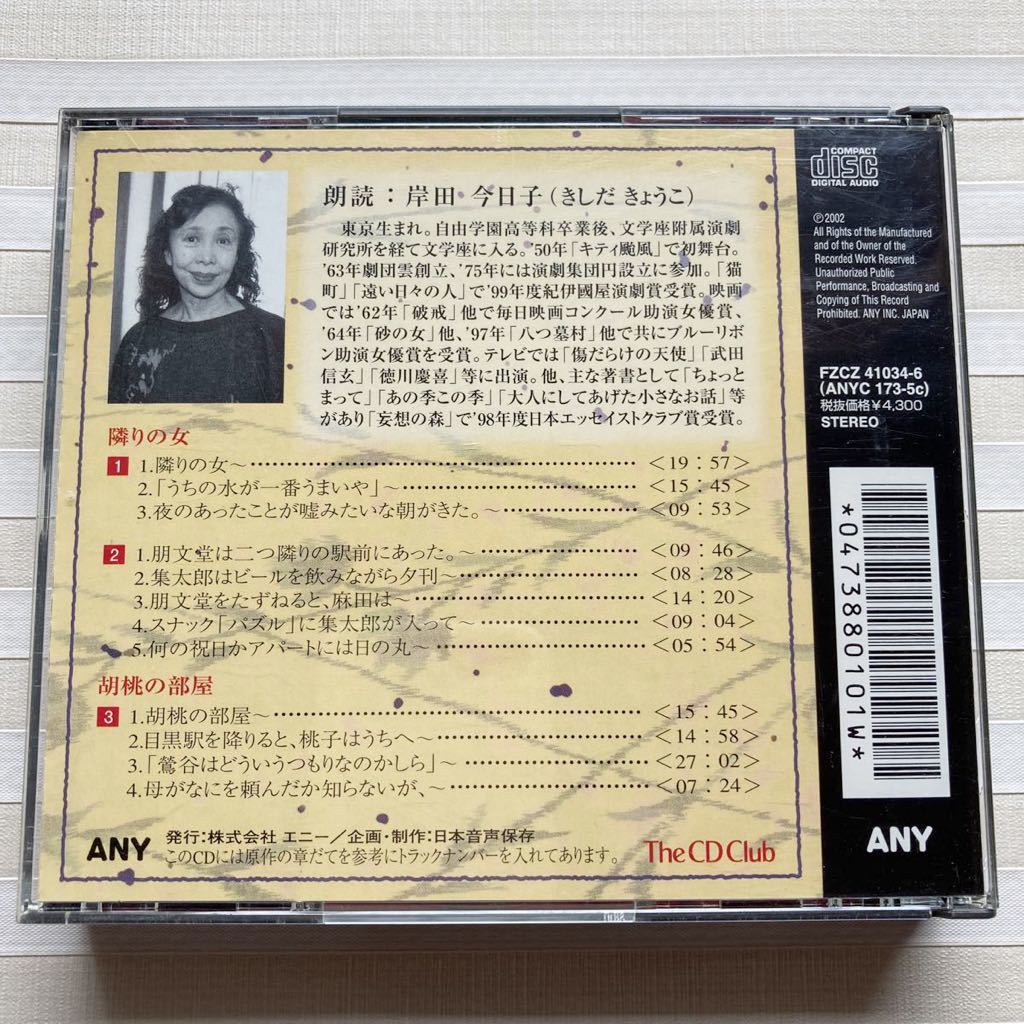 朗読：岸田 今日子（きしだ きょうこ）
東京生まれ。自由学園高等科卒業後、文学座附属演劇
研究所を経て文学座に入る。’50年「キティ颱風」で初舞台。
’63年劇団雲創立、’75年には演劇集団円設立に参加。「猫
町」「遠い日々の人」で’99年度紀伊國屋演劇賞受賞。映画
では’62年「破戒」他で毎日映画コンクール助演女優賞、
’64年「砂の女」他、’97年「八つ墓村」他で共にブルーリボ
ン助演女優賞を受賞。テレビでは「傷だらけの天使」「武田
信玄」「徳川慶喜」等に出演。他、主な著書として「ちょっと
まって」「あの季この季」「大人にしてあげた小さなお話」等
があり「妄想の森」で’98年度日本エッセイストクラブ賞受賞。
隣りの女
1 1.隣りの女〜………<19：57>
2.「うちの水が一番うまいや」〜………<15：45>
3.夜のあったことが嘘みたいな朝がきた。〜………<09：53>
2 1.朋文堂は二つ隣りの駅前にあった。〜………<09：46>
2.集太郎はビールを飲みながら夕刊〜………<08：28>
3.朋文堂をたずねると、麻田は〜………<14：20>
4.スナック「パズル」に集太郎が入って〜………<09：04>
5.何の祝日かアパートには日の丸〜………<05：54>
胡桃の部屋
3 1.胡桃の部屋〜………<15：45>
2.目黒駅を降りると、桃子はうちへ〜………<14：58>
3.「鶯谷はどういうつもりなのかしら」〜………<27：02>
4.母がなにを頼んだか知らないが、〜………<07：24>
ANY 発行：株式会社 エニー／企画・制作：日本音声保存
このCDには原作の章だてを参考にトラックナンバーを入れてあります。
The CD Club
COMPACT
disc
DIGITAL AUDIO
Ⓟ2002
All Rights of the Manufactured
and of the Owner of the
Recorded Work Reserved.
Unauthorized Public
Performance, Broadcasting and
Copying of This Record
Prohibited. ANY INC. JAPAN
FZCZ 41034-6
(ANYC 173-5c)
税抜価格¥4,300
STEREO
*0473880101W*
ANY